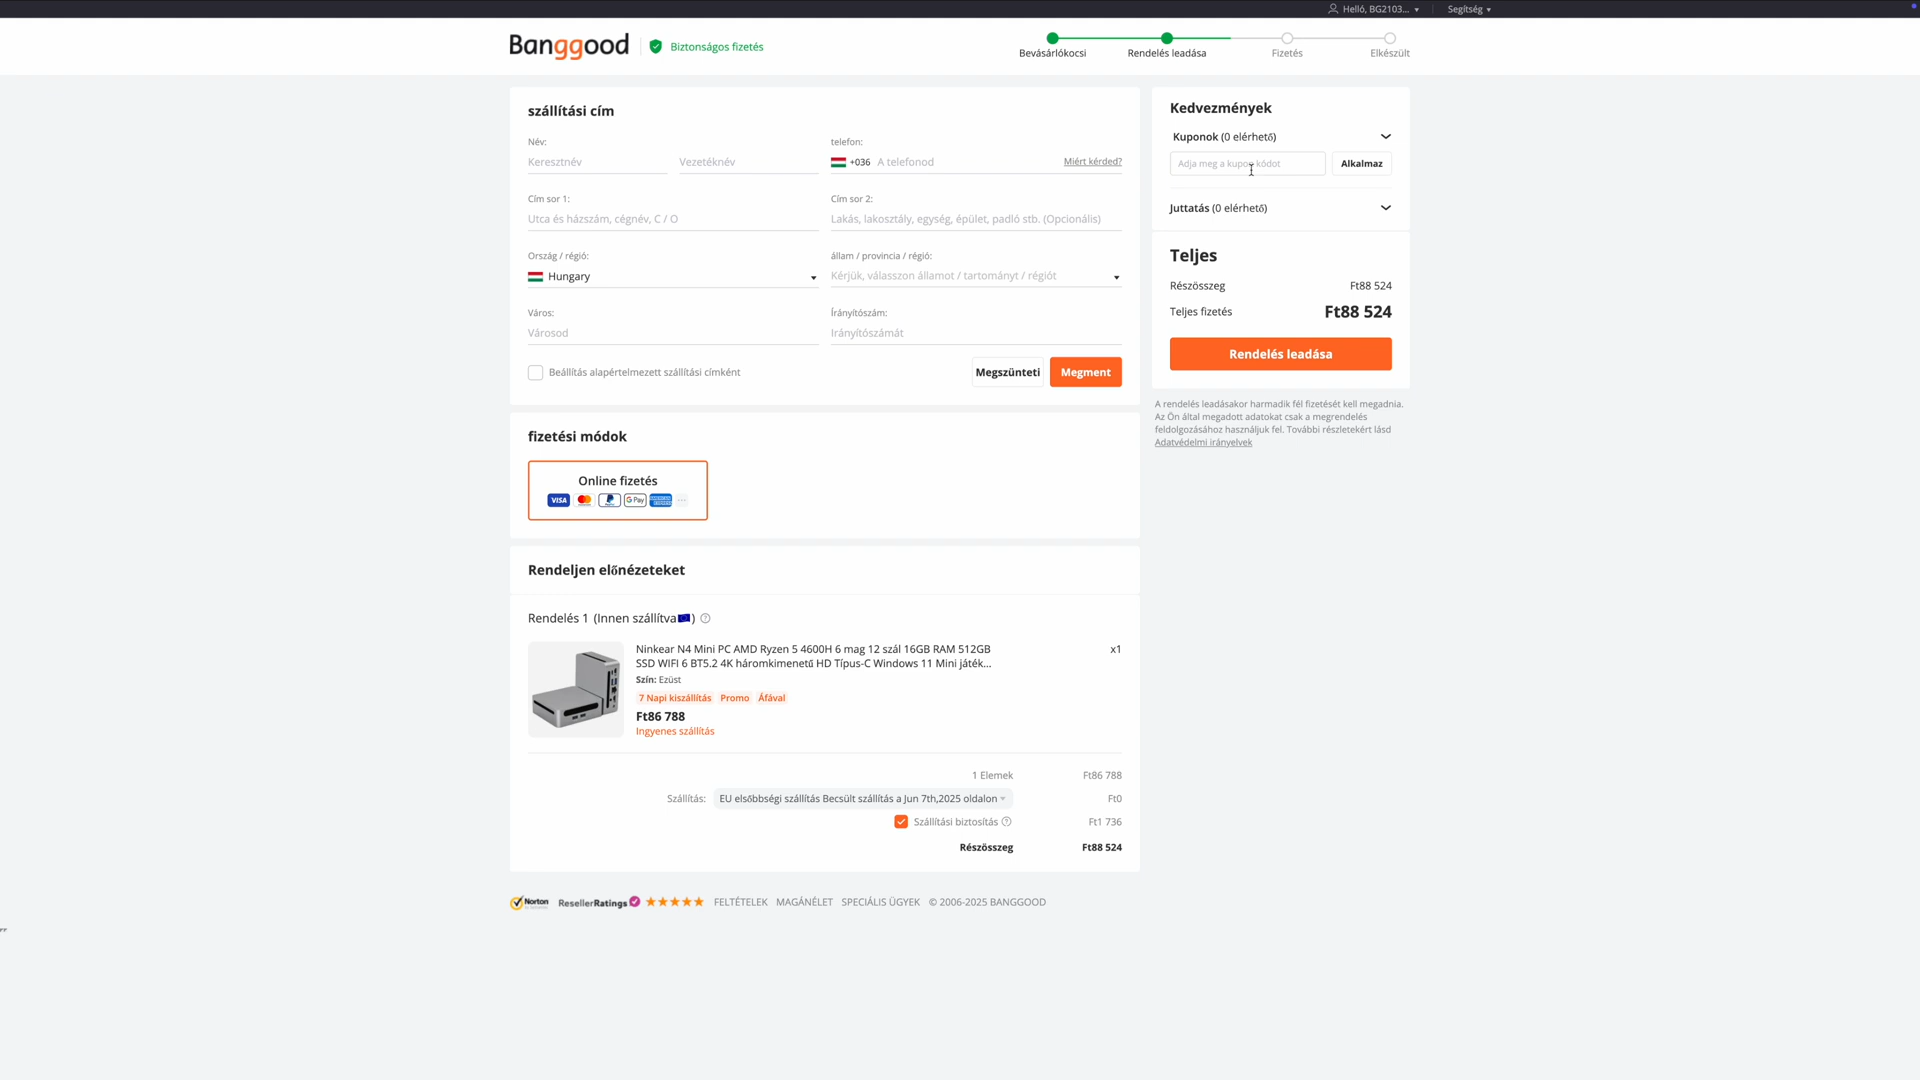 Helló, BG2103...
Segítség
Banggood
Biztonságos fizetés
Bevásárlókocsi
Rendelés leadása
Fizetés
Elkészült
szállítási cím
Név:
Keresztnév
Vezetéknév
telefon:
+036
A telefonod
Miért kérded?
Cím sor 1:
Utca és házszám, cégnév, C / O
Cím sor 2:
Lakás, lakosztály, egység, épület, padló stb. (Opcionális)
Ország / régió:
Hungary
állam / provincia / régió:
Kérjük, válasszon államot / tartományt / régiót
Város:
Városod
Írányítószám:
Irányítószámát
Beállítás alapértelmezett szállítási címként
Megszünteti
Megment
fizetési módok
Online fizetés
VISA
G Pay
Rendeljen előnézeteket
Rendelés 1 (Innen szállítva)
Ninkear N4 Mini PC AMD Ryzen 5 4600H 6 mag 12 szál 16GB RAM 512GB
SSD WIFI 6 BT5.2 4K háromkimenetű HD Típus-C Windows 11 Mini játék...
x1
Szín: Ezüst
7 Napi kiszállítás Promo Áfával
Ft86 788
Ingyenes szállítás
1 Elemek Ft86 788
Szállítás: EU elsőbbségi szállítás Becsült szállítás a Jun 7th,2025 oldalon Ft0
Szállítási biztosítás Ft1 736
Részösszeg Ft88 524
Kedvezmények
Kuponok (0 elérhető)
Adja meg a kupon kódot
Alkalmaz
Juttatás (0 elérhető)
Teljes
Részösszeg Ft88 524
Teljes fizetés Ft88 524
Rendelés leadása
A rendelés leadásakor harmadik fél fizetését kell megadnia.
Az Ön által megadott adatokat csak a megrendelés
feldolgozásához használjuk fel. További részletekért lásd
Adatvédelmi irányelvek
Norton
ResellerRatings
FELTÉTELEK MAGÁNÉLET SPECIÁLIS ÜGYEK © 2006-2025 BANGGOOD